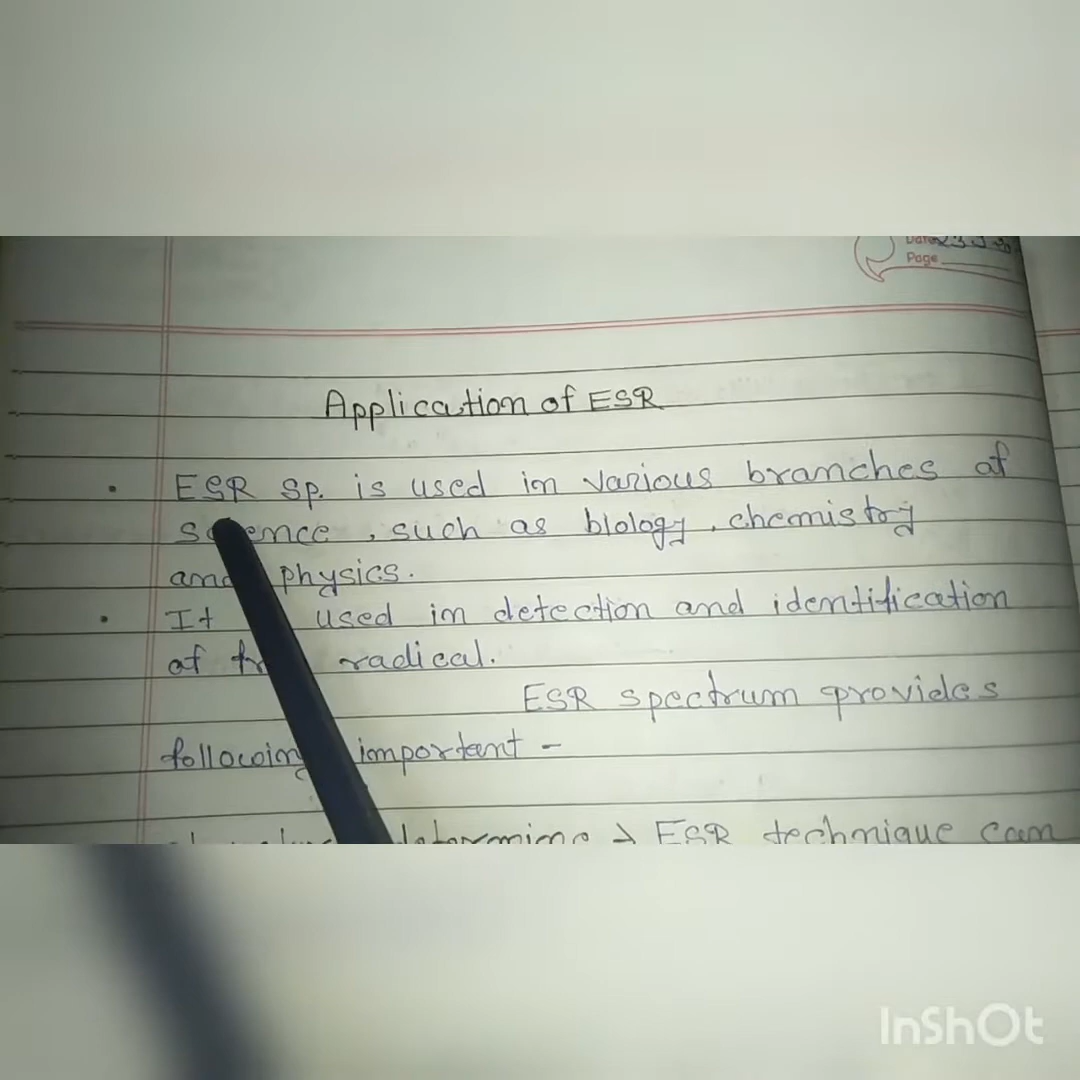 Date
Page
Application of ESR
• ESR sp. is used in various branches of
science, such as biology, chemistry
and physics.
• It used in detection and identification
of radical.
ESR spectrum provides
following important -
determine → ESR technique can
InShOt